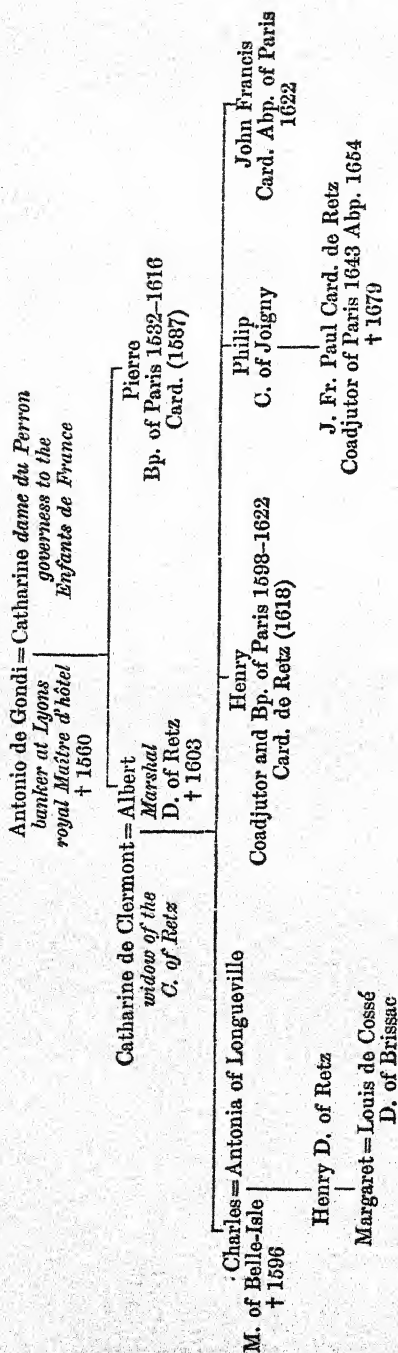 Antonio de Gondi = Catharine dame du Perron
banker at Lyons governess to the
royal Maître d'hôtel Enfants de France
† 1560
Catharine de Clermont = Albert
widow of the Marshal
C. of Retz D. of Retz
† 1603
Pierre
Bp. of Paris 1532–1616
Card. (1587)
Charles = Antonia of Longueville
M. of Belle-Isle
† 1596
Henry
Coadjutor and Bp. of Paris 1598–1622
Card. de Retz (1618)
Philip
C. of Joigny
John Francis
Card. Abp. of Paris
1622
Henry D. of Retz
J. Fr. Paul Card. de Retz
Coadjutor of Paris 1643 Abp. 1654
† 1679
Margaret = Louis de Cossé
D. of Brissac